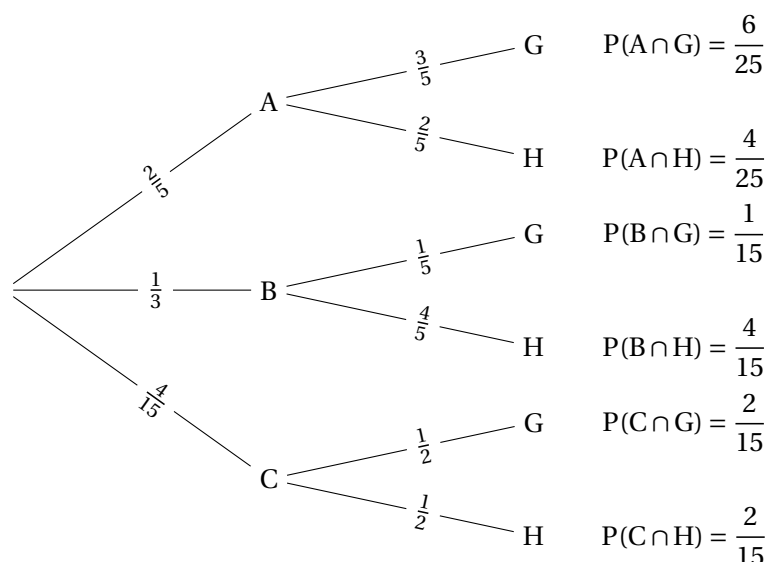 3/5 G P(A ∩ G) = 6/25
A
2/5 H P(A ∩ H) = 4/25
2/5
1/5 G P(B ∩ G) = 1/15
1/3 B
4/5 H P(B ∩ H) = 4/15
4/15
1/2 G P(C ∩ G) = 2/15
C
1/2 H P(C ∩ H) = 2/15